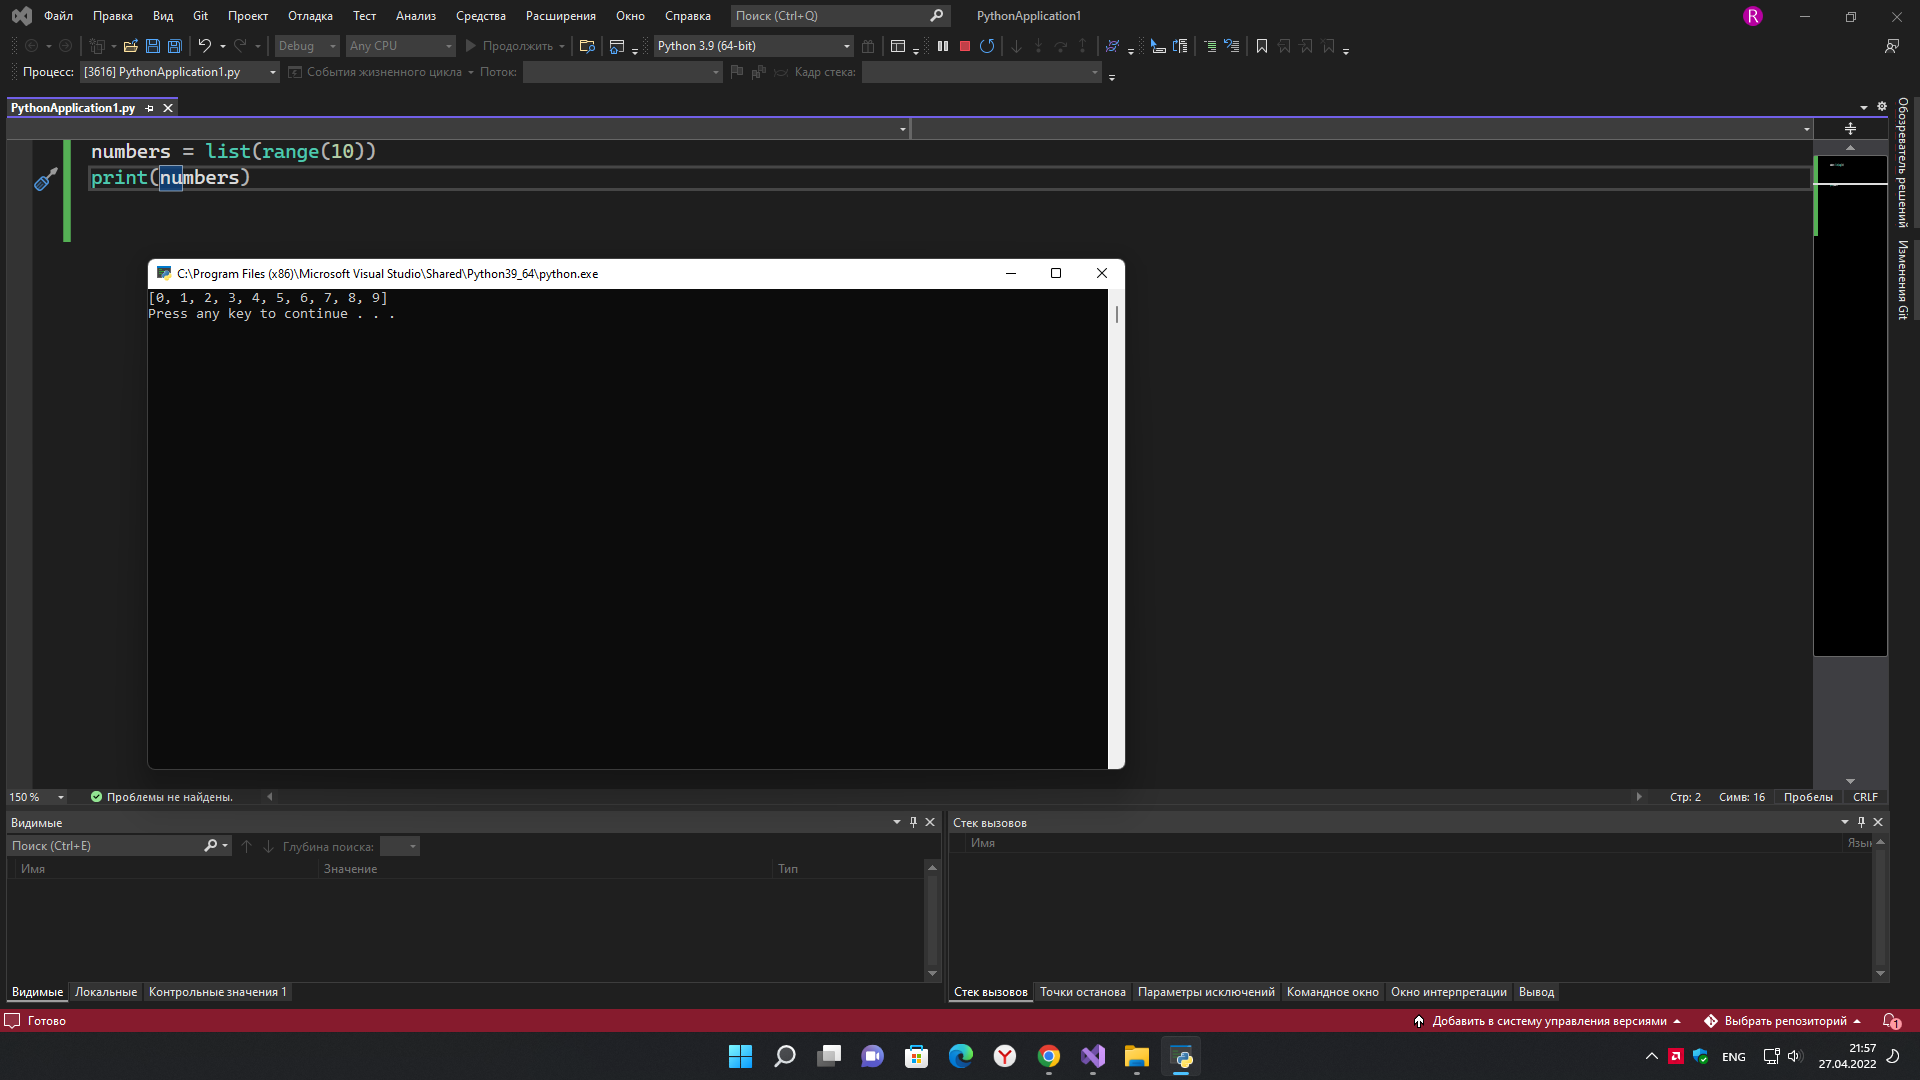 Файл Правка Вид Git Проект Отладка Тест Анализ Средства Расширения Окно Справка Поиск (Ctrl+Q) PythonApplication1 R
Debug Any CPU Продолжить Python 3.9 (64-bit)
Процесс: [3616] PythonApplication1.py События жизненного цикла Поток: Кадр стека:
PythonApplication1.py
numbers = list(range(10))
print(numbers)
C:\Program Files (x86)\Microsoft Visual Studio\Shared\Python39_64\python.exe
[0, 1, 2, 3, 4, 5, 6, 7, 8, 9]
Press any key to continue . . .
Обозреватель решений
Изменения Git
150 % Проблемы не найдены. Стр: 2 Симв: 16 Пробелы CRLF
Видимые
Поиск (Ctrl+E) Глубина поиска:
Имя Значение Тип
Видимые Локальные Контрольные значения 1
Стек вызовов
Имя Язык
Стек вызовов Точки останова Параметры исключений Командное окно Окно интерпретации Вывод
Готово Добавить в систему управления версиями Выбрать репозиторий 1
ENG 21:57
27.04.2022